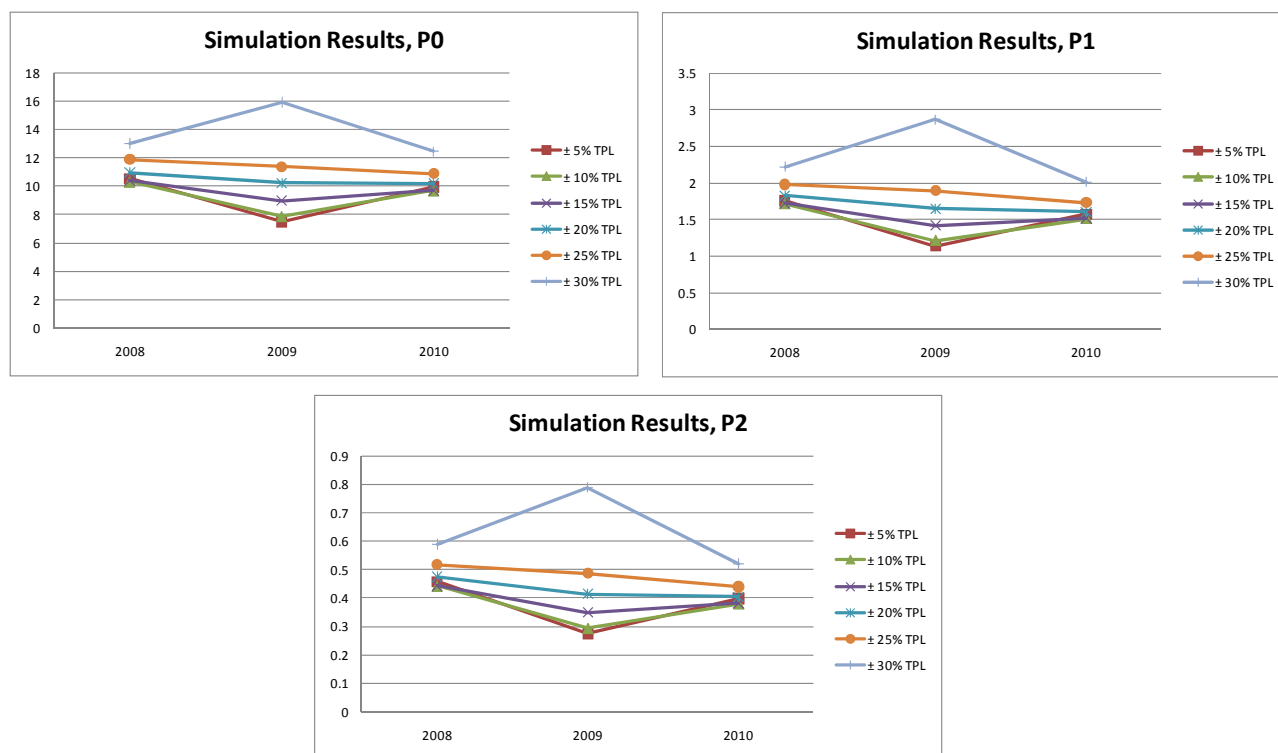 Simulation Results, P0
18
16
14
12
10
8
6
4
2
0
2008 2009 2010
± 5% TPL
± 10% TPL
± 15% TPL
± 20% TPL
± 25% TPL
± 30% TPL
Simulation Results, P1
3.5
3
2.5
2
1.5
1
0.5
0
2008 2009 2010
± 5% TPL
± 10% TPL
± 15% TPL
± 20% TPL
± 25% TPL
± 30% TPL
Simulation Results, P2
0.9
0.8
0.7
0.6
0.5
0.4
0.3
0.2
0.1
0
2008 2009 2010
± 5% TPL
± 10% TPL
± 15% TPL
± 20% TPL
± 25% TPL
± 30% TPL